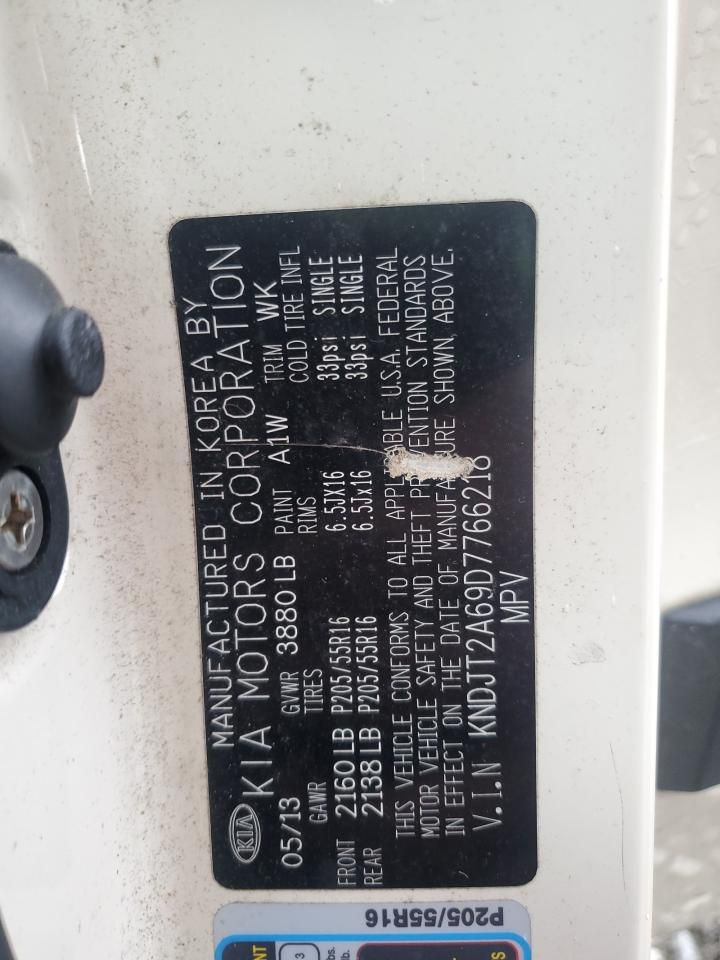 MANUFACTURED IN KOREA BY
KIA KIA MOTORS CORPORATION
05/13 GVWR 3880 LB PAINT A1W TRIM WK
GAWR TIRES RIMS COLD TIRE INFL
FRONT 2160 LB P205/55R16 6.5JX16 33psi SINGLE
REAR 2138 LB P205/55R16 6.5Jx16 33psi SINGLE
THIS VEHICLE CONFORMS TO ALL U.S.A. FEDERAL
MOTOR VEHICLE SAFETY AND THEFT STANDARDS
IN EFFECT ON THE DATE OF SHOWN ABOVE.
V.I.N KNDJT2A69D7766218
MPV
P205/55R16